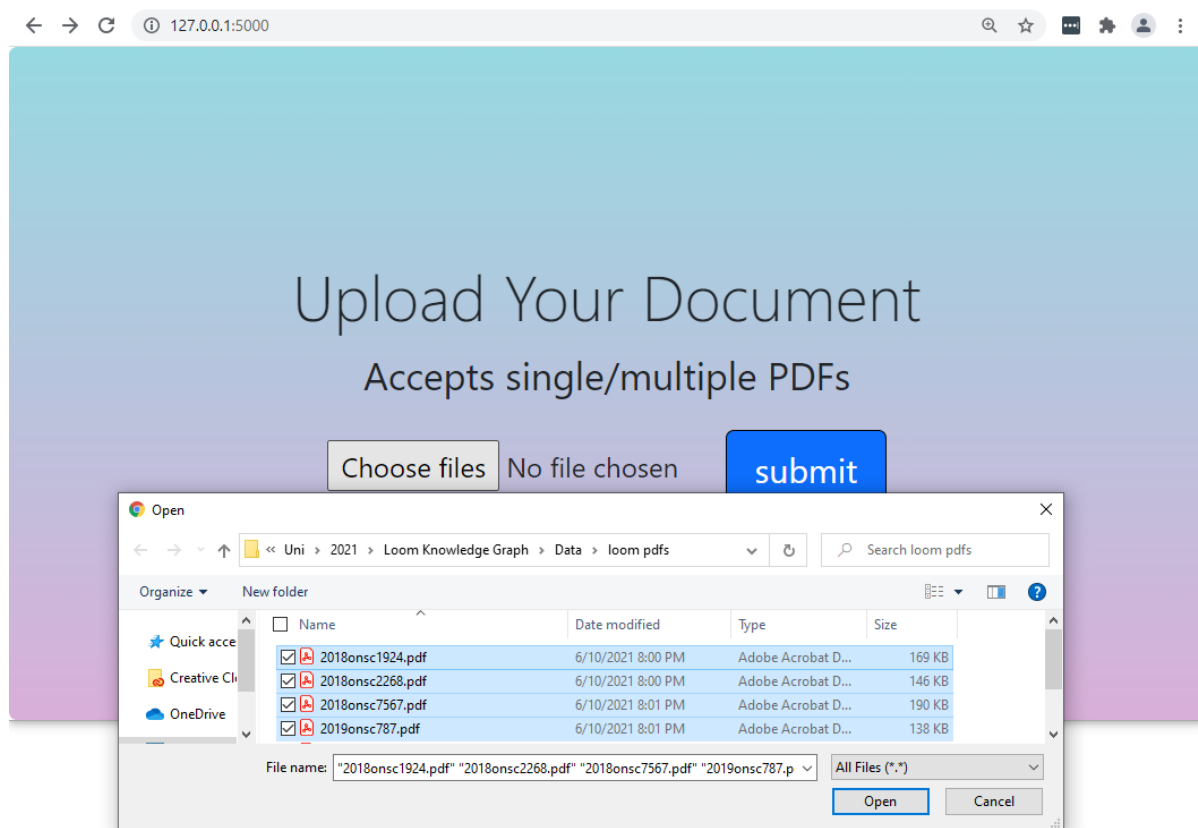 127.0.0.1:5000
Upload Your Document
Accepts single/multiple PDFs
Choose files No file chosen submit
Open
« Uni > 2021 > Loom Knowledge Graph > Data > loom pdfs Search loom pdfs
Organize New folder
Name Date modified Type Size
Quick acce
2018onsc1924.pdf 6/10/2021 8:00 PM Adobe Acrobat D... 169 KB
Creative Clo
2018onsc2268.pdf 6/10/2021 8:00 PM Adobe Acrobat D... 146 KB
2018onsc7567.pdf 6/10/2021 8:01 PM Adobe Acrobat D... 190 KB
OneDrive
2019onsc787.pdf 6/10/2021 8:01 PM Adobe Acrobat D... 138 KB
File name: "2018onsc1924.pdf" "2018onsc2268.pdf" "2018onsc7567.pdf" "2019onsc787.p All Files (*.*)
Open Cancel